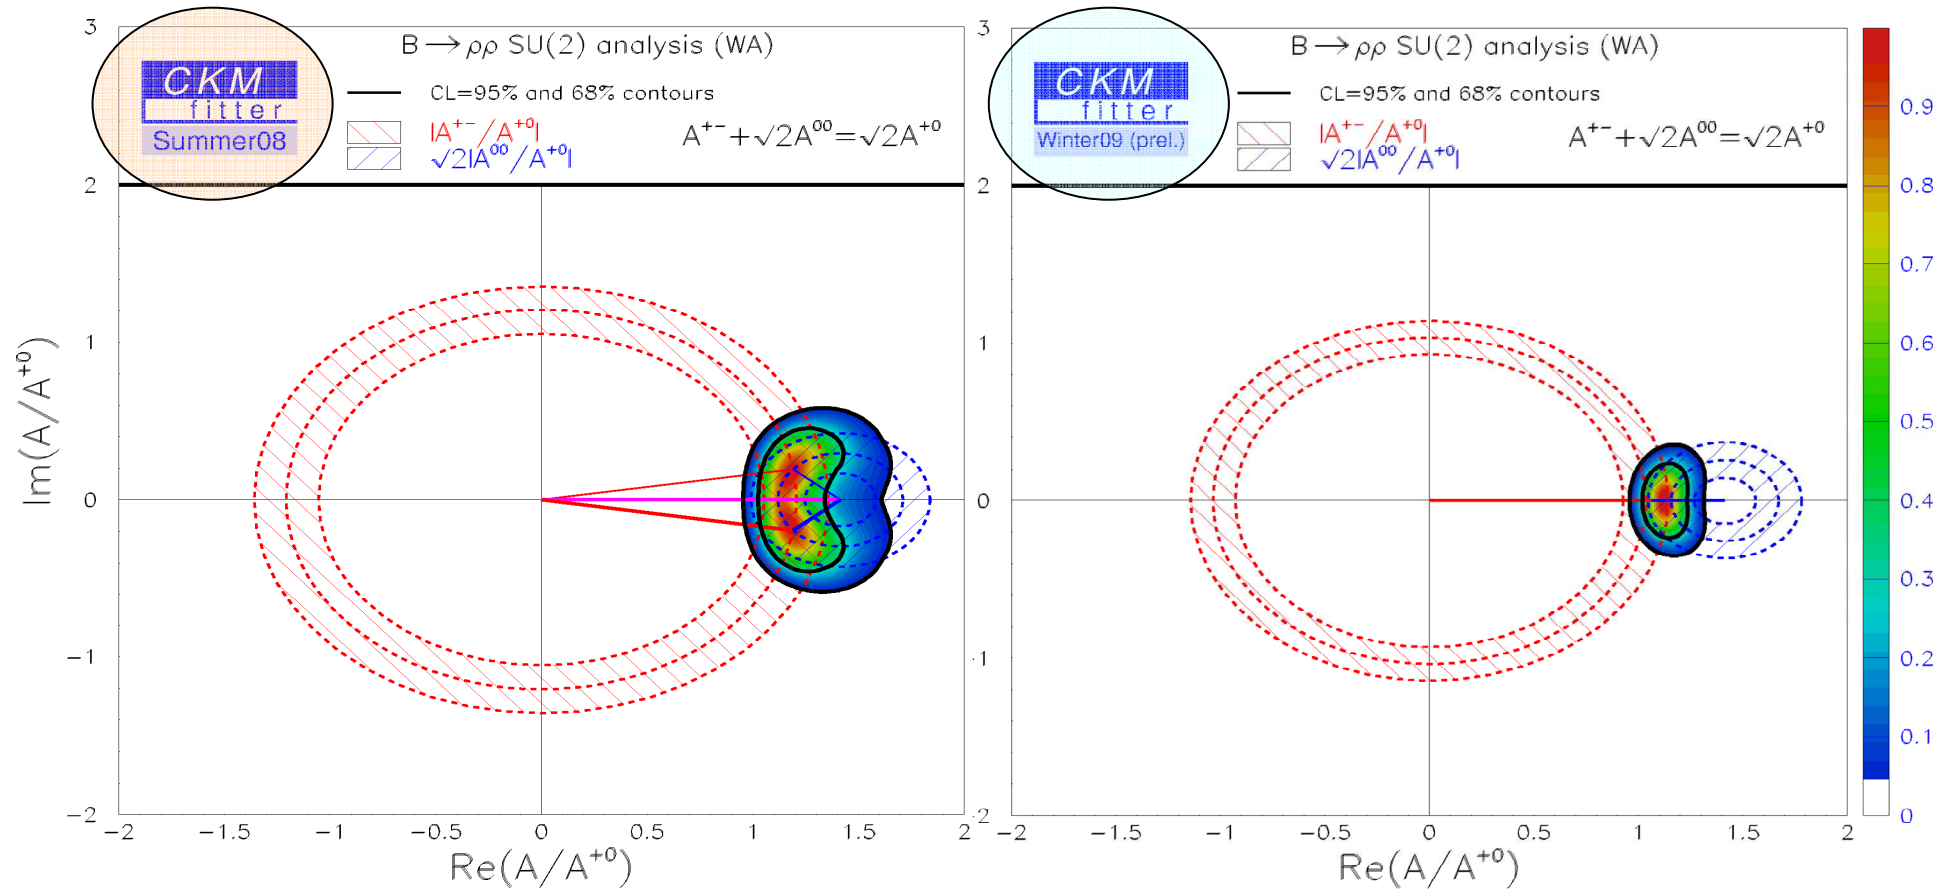 B→ρρ SU(2) analysis (WA)
CKM
fitter
Summer08
CL=95% and 68% contours
|A⁺⁻/A⁺⁰|
√2|A⁰⁰/A⁺⁰|
A⁺⁻+√2A⁰⁰=√2A⁺⁰
3
2
1
0
−1
−2
Im(A/A⁺⁰)
−2 −1.5 −1 −0.5 0 0.5 1 1.5 2
Re(A/A⁺⁰)
B→ρρ SU(2) analysis (WA)
CKM
fitter
Winter09 (prel.)
CL=95% and 68% contours
|A⁺⁻/A⁺⁰|
√2|A⁰⁰/A⁺⁰|
A⁺⁻+√2A⁰⁰=√2A⁺⁰
3
2
1
0
1
2
−2 −1.5 −1 −0.5 0 0.5 1 1.5 2
Re(A/A⁺⁰)
0.9
0.8
0.7
0.6
0.5
0.4
0.3
0.2
0.1
0